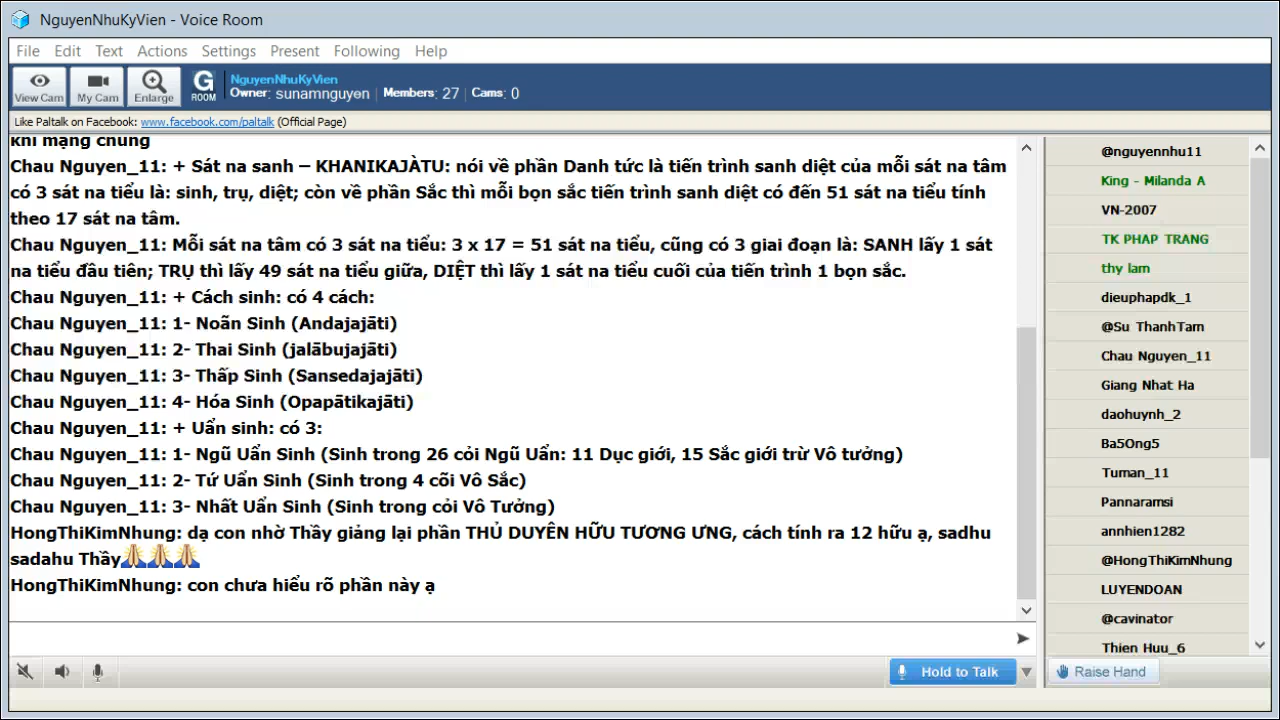 NguyenNhuKyVien - Voice Room
File Edit Text Actions Settings Present Following Help
View Cam My Cam Enlarge
G ROOM
NguyenNhuKyVien
Owner: sunamnguyen | Members: 27 | Cams: 0
Like Paltalk on Facebook: www.facebook.com/paltalk (Official Page)
khi mạng chung
Chau Nguyen_11: + Sát na sanh – KHANIKAJÀTU: nói về phần Danh tức là tiến trình sanh diệt của mỗi sát na tâm
có 3 sát na tiểu là: sinh, trụ, diệt; còn về phần Sắc thì mỗi bọn sắc tiến trình sanh diệt có đến 51 sát na tiểu tính
theo 17 sát na tâm.
Chau Nguyen_11: Mỗi sát na tâm có 3 sát na tiểu: 3 x 17 = 51 sát na tiểu, cũng có 3 giai đoạn là: SANH lấy 1 sát
na tiểu đầu tiên; TRỤ thì lấy 49 sát na tiểu giữa, DIỆT thì lấy 1 sát na tiểu cuối của tiến trình 1 bọn sắc.
Chau Nguyen_11: + Cách sinh: có 4 cách:
Chau Nguyen_11: 1- Noãn Sinh (Andajajāti)
Chau Nguyen_11: 2- Thai Sinh (jalābujajāti)
Chau Nguyen_11: 3- Thấp Sinh (Sansedajajāti)
Chau Nguyen_11: 4- Hóa Sinh (Opapātikajāti)
Chau Nguyen_11: + Uẩn sinh: có 3:
Chau Nguyen_11: 1- Ngũ Uẩn Sinh (Sinh trong 26 cỏi Ngũ Uẩn: 11 Dục giới, 15 Sắc giới trừ Vô tưởng)
Chau Nguyen_11: 2- Tứ Uẩn Sinh (Sinh trong 4 cõi Vô Sắc)
Chau Nguyen_11: 3- Nhất Uẩn Sinh (Sinh trong cỏi Vô Tưởng)
HongThiKimNhung: dạ con nhờ Thầy giảng lại phần THỦ DUYÊN HỮU TƯƠNG ƯNG, cách tính ra 12 hữu ạ, sadhu
sadahu Thầy
HongThiKimNhung: con chưa hiểu rõ phần này ạ
Hold to Talk
@nguyennhu11
King - Milanda A
VN-2007
TK PHAP TRANG
thy lam
dieuphapdk_1
@Su ThanhTam
Chau Nguyen_11
Giang Nhat Ha
daohuynh_2
Ba5Ong5
Tuman_11
Pannaramsi
annhien1282
@HongThiKimNhung
LUYENDOAN
@cavinator
Thien Huu_6
Raise Hand